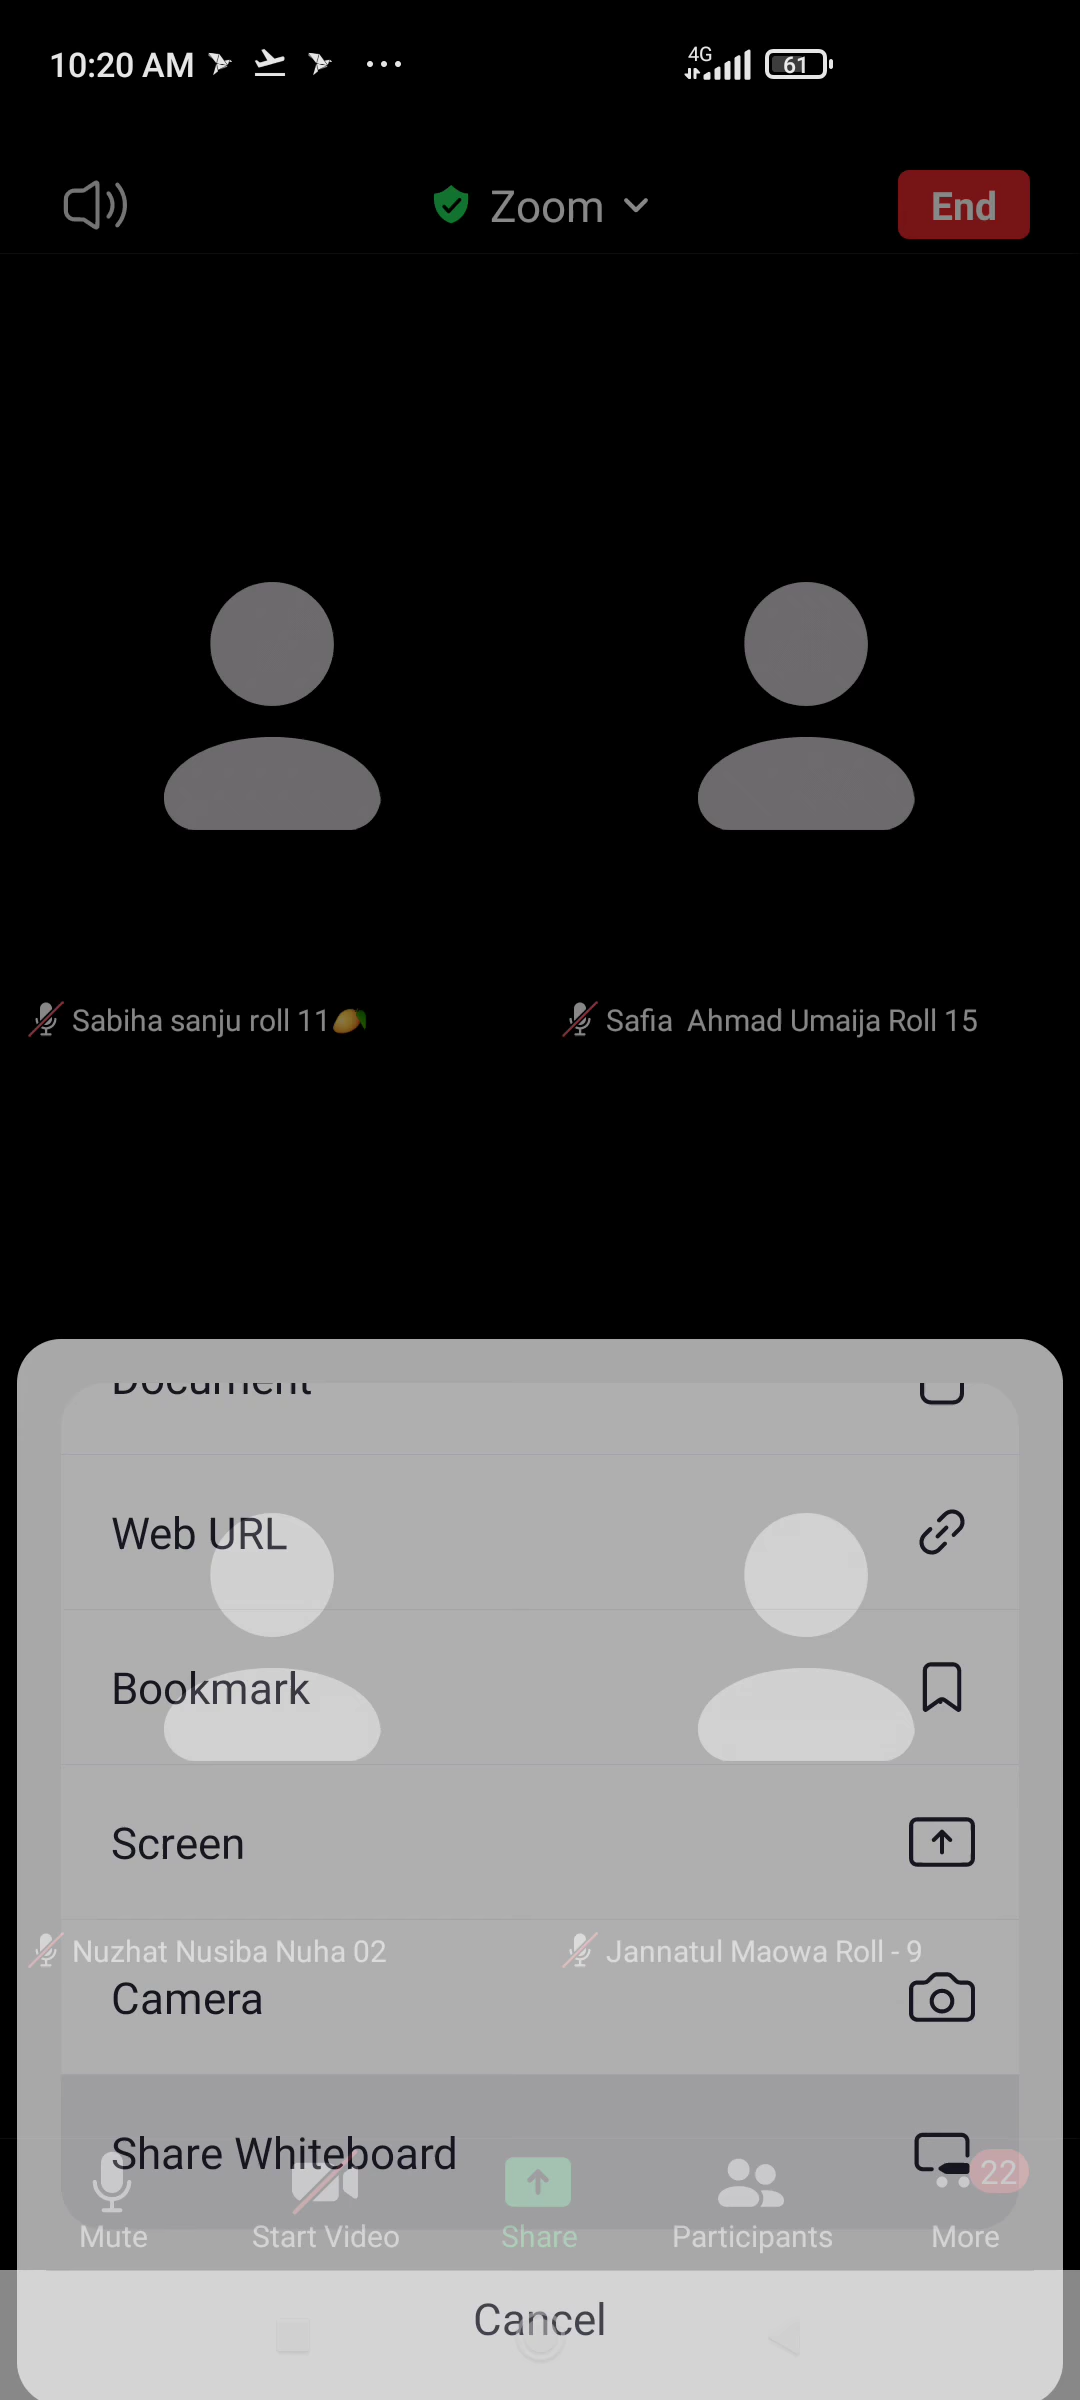 10:20 AM
4G
61
Zoom
End
Sabiha sanju roll 11🥭
Safia Ahmad Umaija Roll 15
Document
Web URL
Bookmark
Screen
Nuzhat Nusiba Nuha 02
Jannatul Maowa Roll - 9
Camera
Share Whiteboard
22
Mute
Start Video
Share
Participants
More
Cancel